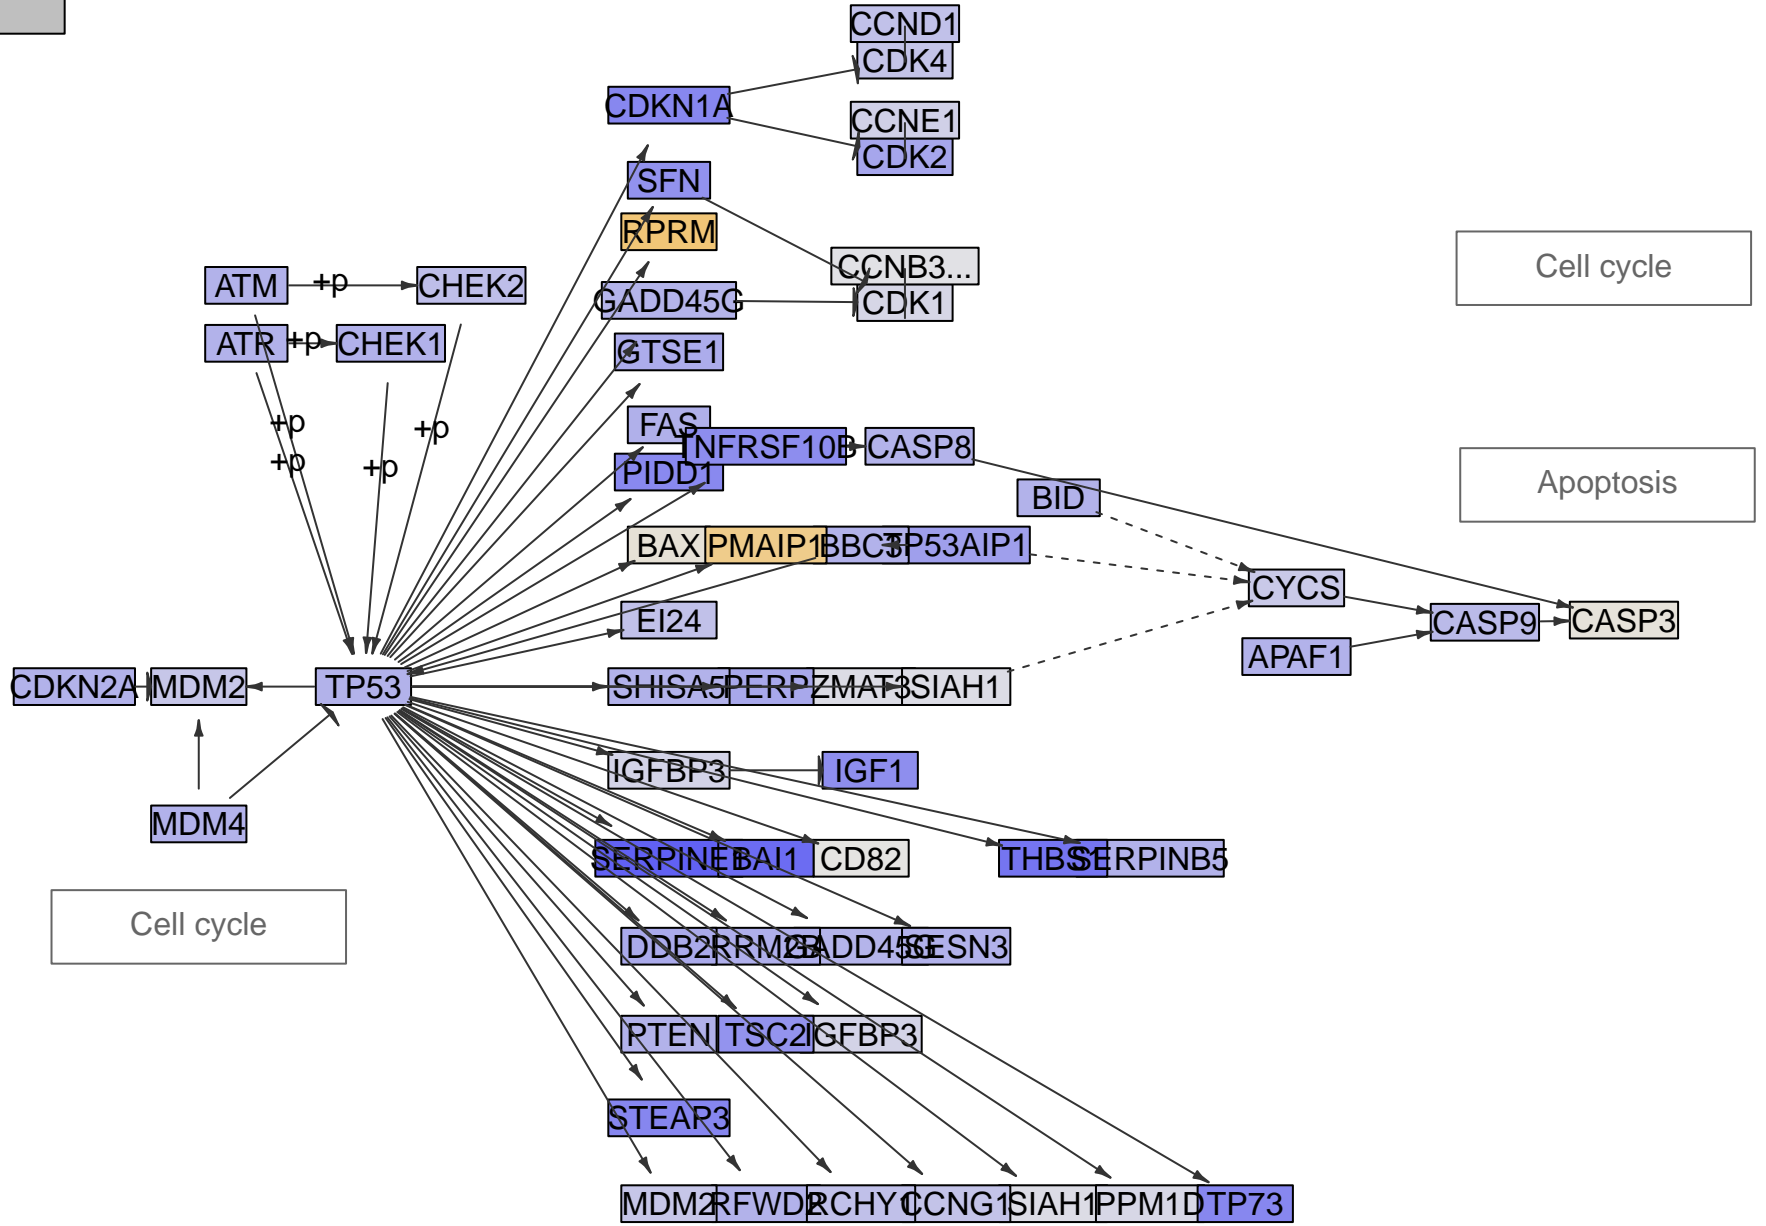 CCND1
CDK4
CDKN1A
CCNE1
CDK2
SFN
RPRM
Cell cycle
CCNB3...
ATM +p CHEK2
GADD45G
CDK1
ATR +p CHEK1
GTSE1
+p
+p
FAS
TNFRSF10B
CASP8
+p
+p
PIDD1
Apoptosis
BID
BAX
PMAIP1
BBC3
TP53AIP1
CYCS
EI24
CASP9
CASP3
APAF1
CDKN2A
MDM2
TP53
SHISA5
PERP
ZMAT3
SIAH1
IGFBP3
IGF1
MDM4
SERPINE1
BAI1
CD82
THBS1
SERPINB5
Cell cycle
DDB2
RRM2B
GADD45G
SESN3
PTEN
TSC2
IGFBP3
STEAP3
MDM2
RFWD2
RCHY1
CCNG1
SIAH1
PPM1D
TP73